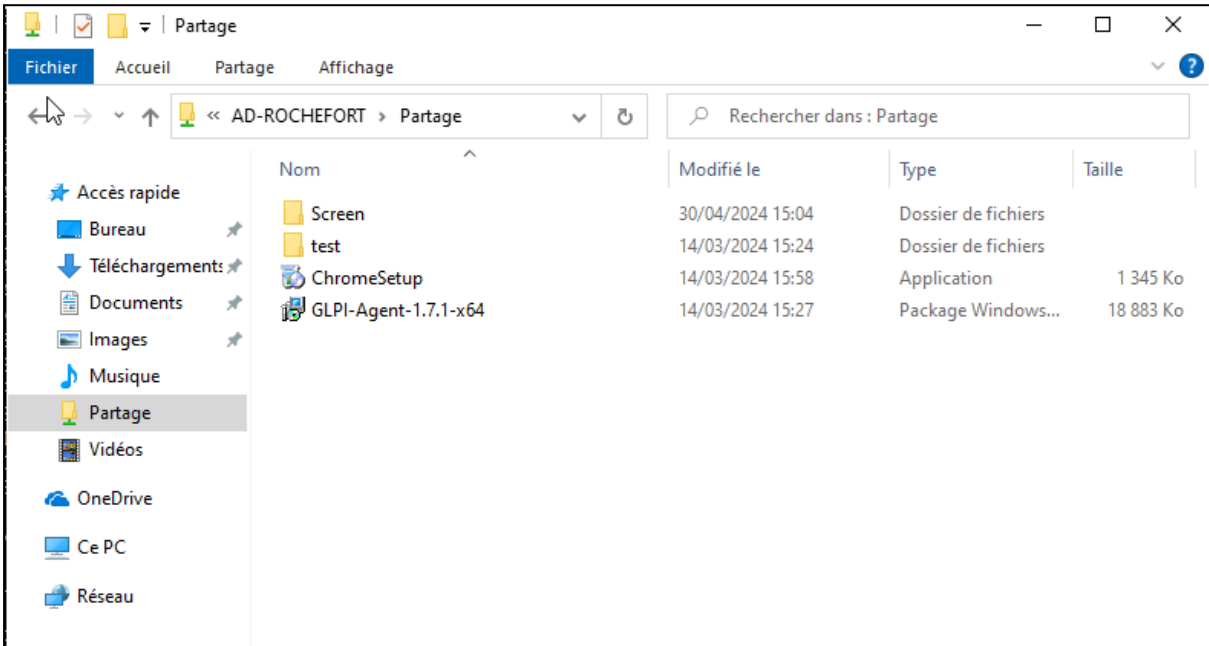 Partage
Fichier Accueil Partage Affichage
« AD-ROCHEFORT > Partage Rechercher dans : Partage
Nom Modifié le Type Taille
Accès rapide
Bureau
Téléchargements
Documents
Images
Musique
Partage
Vidéos
OneDrive
Ce PC
Réseau
Screen 30/04/2024 15:04 Dossier de fichiers
test 14/03/2024 15:24 Dossier de fichiers
ChromeSetup 14/03/2024 15:58 Application 1 345 Ko
GLPI-Agent-1.7.1-x64 14/03/2024 15:27 Package Windows... 18 883 Ko